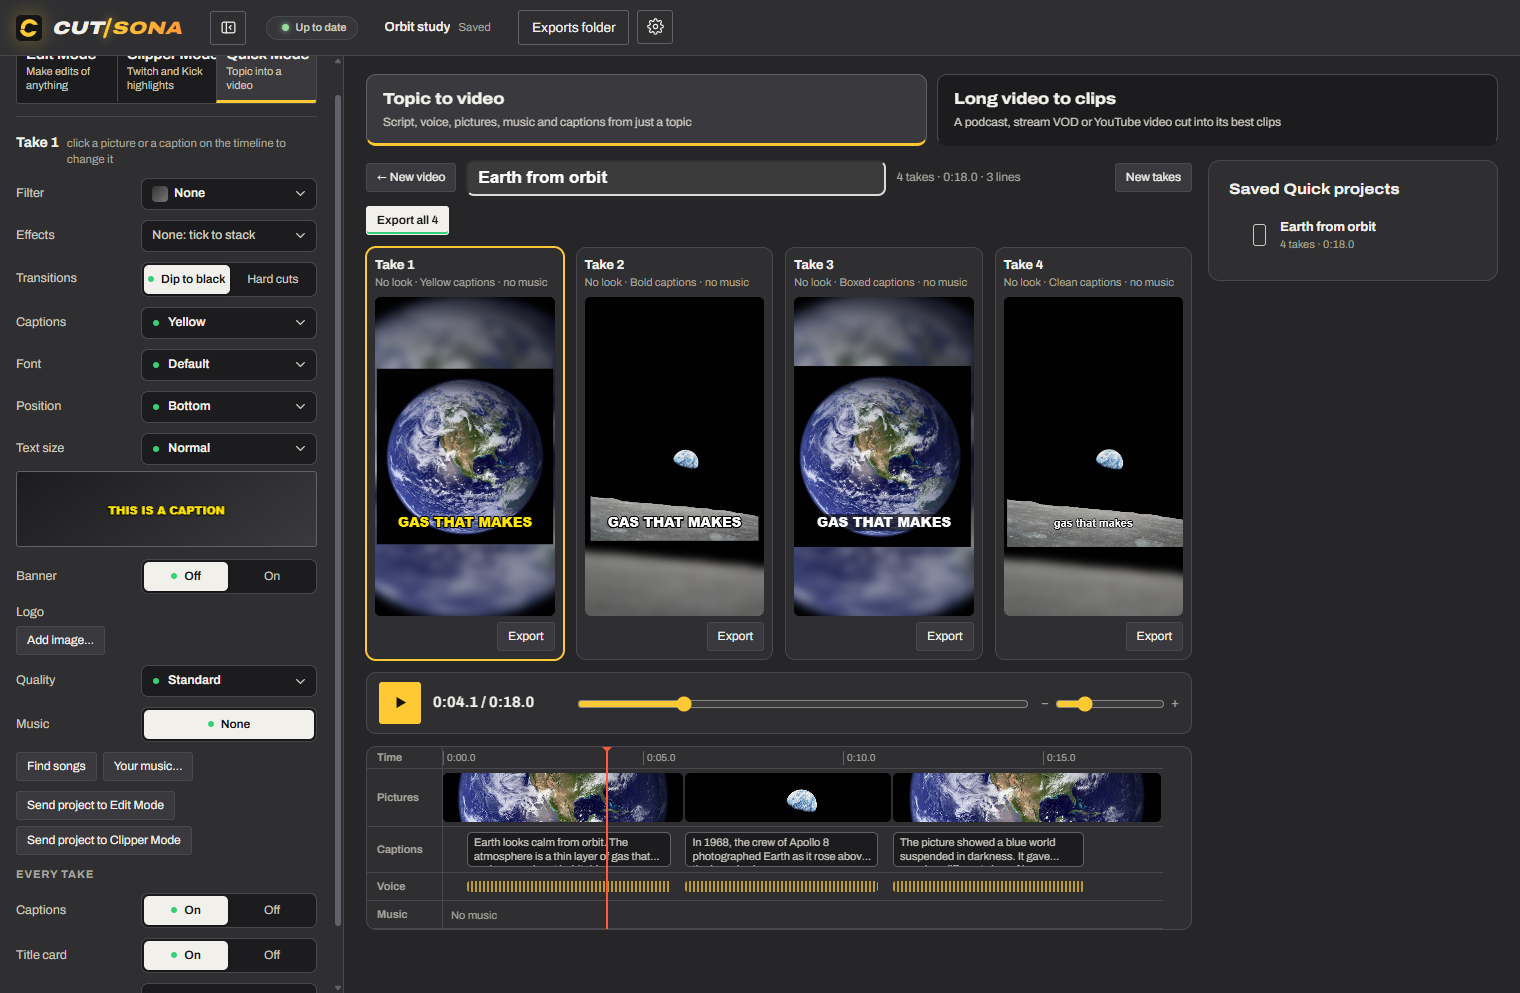 C CUT/SONA
Up to date
Orbit study Saved
Exports folder
Edit Mode
Make edits of
anything
Clipper Mode
Twitch and Kick
highlights
Quick Mode
Topic into a
video
Take 1 click a picture or a caption on the timeline to
change it
Filter
None
Effects
None: tick to stack
Transitions
Dip to black
Hard cuts
Captions
Yellow
Font
Default
Position
Bottom
Text size
Normal
THIS IS A CAPTION
Banner
Off
On
Logo
Add image...
Quality
Standard
Music
None
Find songs
Your music...
Send project to Edit Mode
Send project to Clipper Mode
EVERY TAKE
Captions
On
Off
Title card
On
Off
Topic to video
Script, voice, pictures, music and captions from just a topic
Long video to clips
A podcast, stream VOD or YouTube video cut into its best clips
← New video
Earth from orbit
4 takes · 0:18.0 · 3 lines
New takes
Export all 4
Take 1
No look · Yellow captions · no music
GAS THAT MAKES
Export
Take 2
No look · Bold captions · no music
GAS THAT MAKES
Export
Take 3
No look · Boxed captions · no music
GAS THAT MAKES
Export
Take 4
No look · Clean captions · no music
gas that makes
Export
0:04.1 / 0:18.0
− +
Time
0:00.0
0:05.0
0:10.0
0:15.0
Pictures
Captions
Earth looks calm from orbit. The
atmosphere is a thin layer of gas that...
In 1968, the crew of Apollo 8
photographed Earth as it rose abov...
The picture showed a blue world
suspended in darkness. It gave...
Voice
Music
No music
Saved Quick projects
Earth from orbit
4 takes · 0:18.0